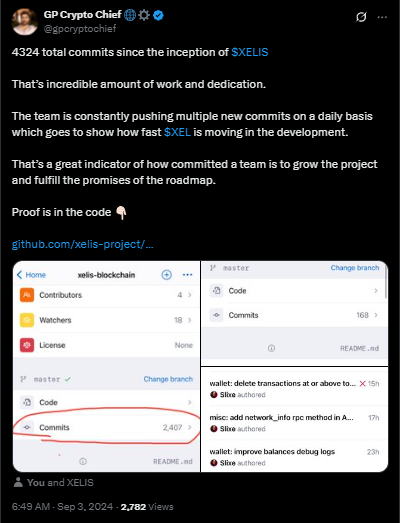 GP Crypto Chief
@gpcryptochief
4324 total commits since the inception of $XELIS
That's incredible amount of work and dedication.
The team is constantly pushing multiple new commits on a daily basis
which goes to show how fast $XEL is moving in the development.
That's a great indicator of how committed a team is to grow the project
and fulfill the promises of the roadmap.
Proof is in the code 👇🏻
github.com/xelis-project/...
Home
xelis-blockchain
Contributors 4
Watchers 18
License None
master Change branch
Code
Commits 2,407
README.md
master Change branch
Code
Commits 168
README.md
wallet: delete transactions at or above to... 15h
Slixe authored
misc: add network_info rpc method in A... 17h
Slixe authored
wallet: improve balances debug logs 23h
Slixe authored
You and XELIS
6:49 AM · Sep 3, 2024 · 2,782 Views